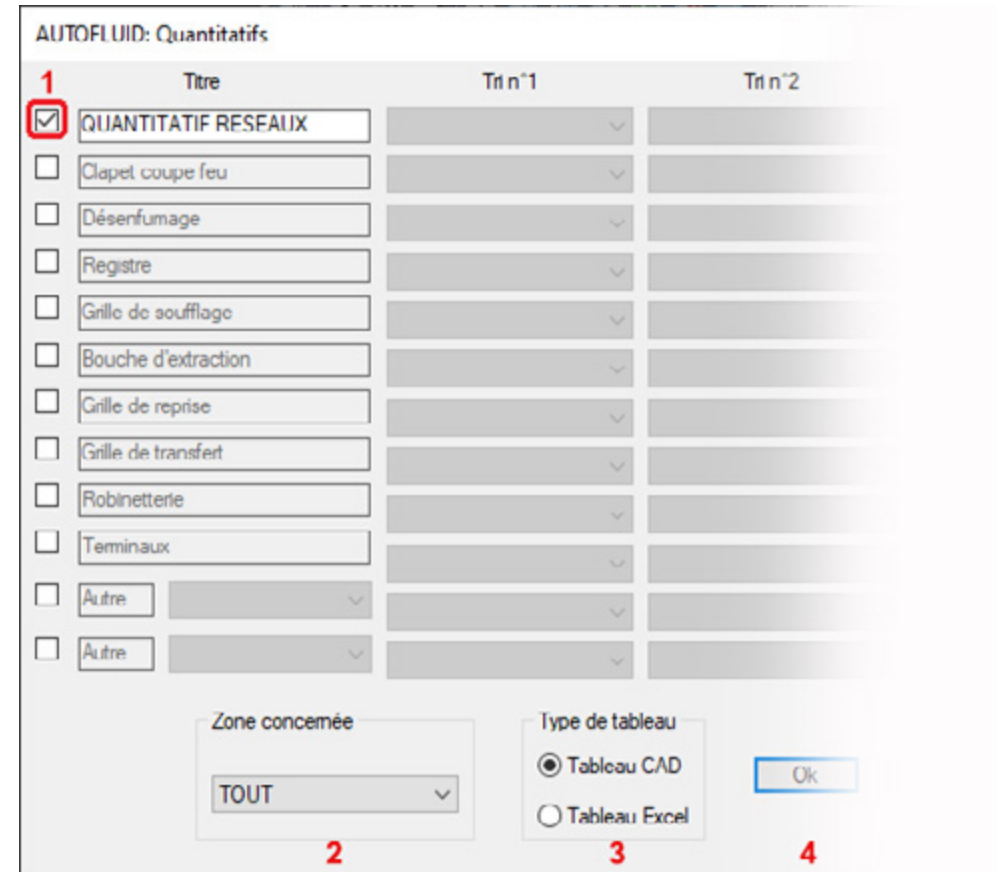 AUTOFLUID: Quantitatifs
1 Titre Tri n°1 Tri n°2
QUANTITATIF RESEAUX
Clapet coupe feu
Désenfumage
Registre
Grille de soufflage
Bouche d'extraction
Grille de reprise
Grille de transfert
Robinetterie
Terminaux
Autre
Autre
Zone concernée Type de tableau
Tableau CAD
TOUT Ok
Tableau Excel
2 3 4